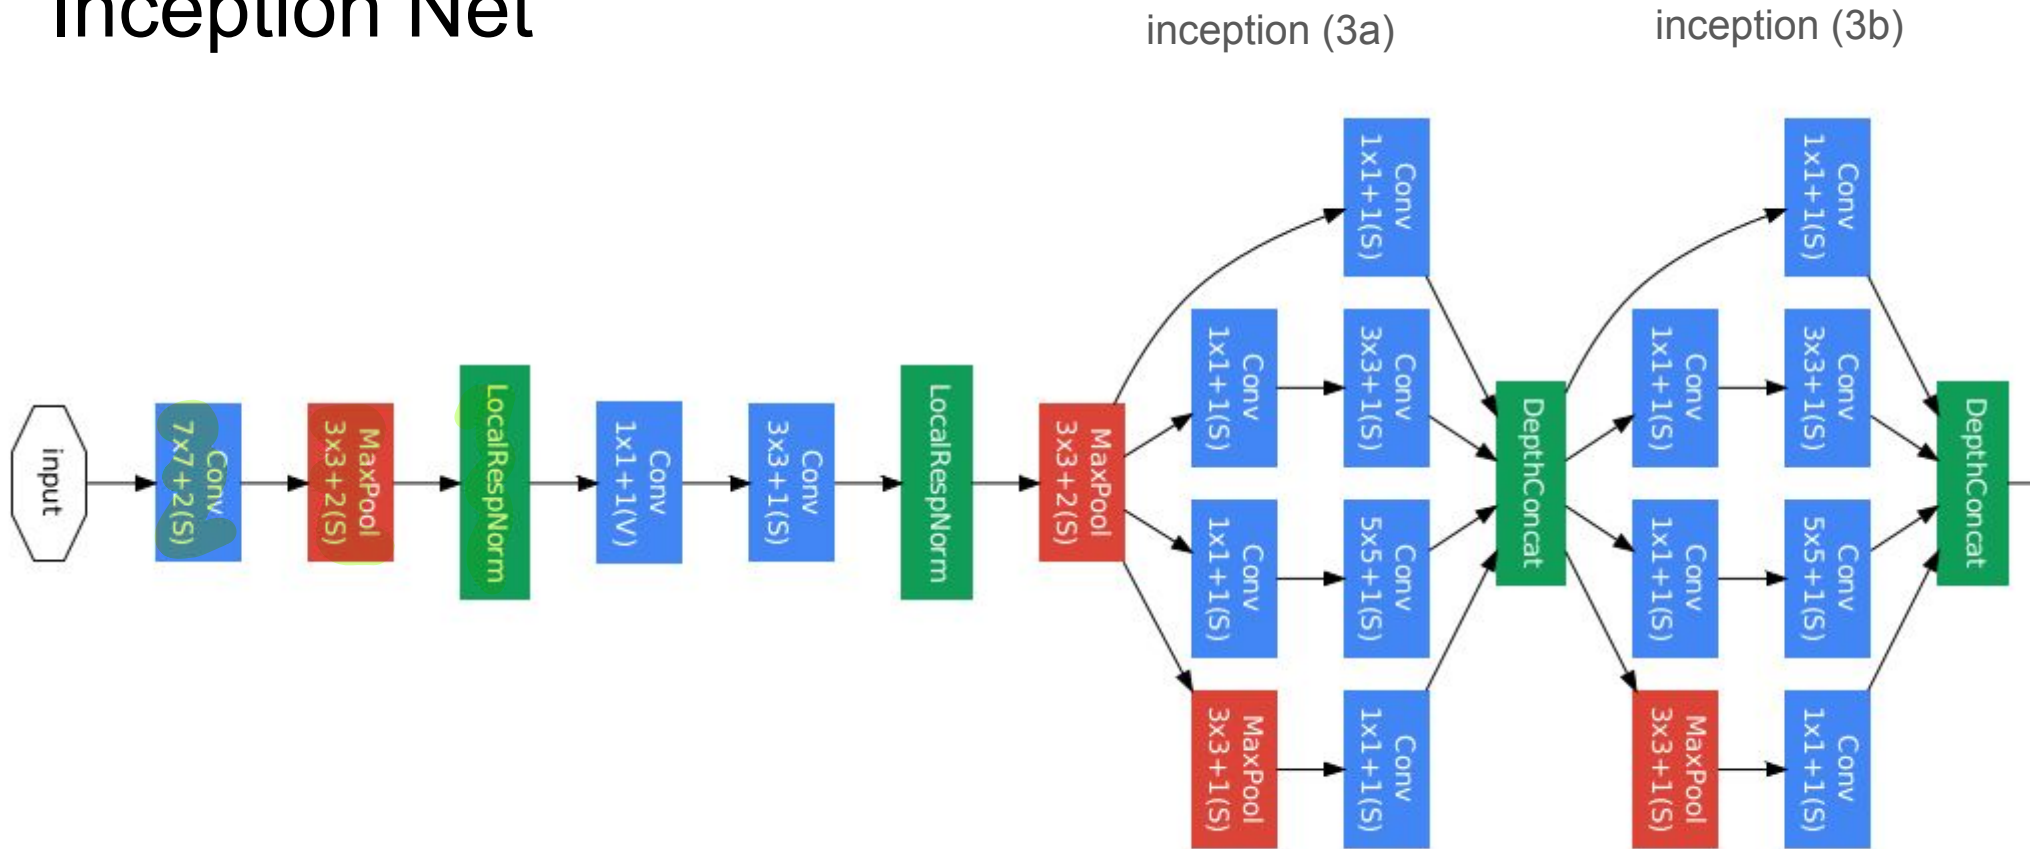 Inception Net
inception (3a)
inception (3b)
input
Conv
7x7+2(S)
MaxPool
3x3+2(S)
LocalRespNorm
Conv
1x1+1(V)
Conv
3x3+1(S)
LocalRespNorm
MaxPool
3x3+2(S)
Conv
1x1+1(S)
Conv
1x1+1(S)
Conv
3x3+1(S)
Conv
1x1+1(S)
Conv
5x5+1(S)
MaxPool
3x3+1(S)
Conv
1x1+1(S)
DepthConcat
Conv
1x1+1(S)
Conv
1x1+1(S)
Conv
3x3+1(S)
Conv
1x1+1(S)
Conv
5x5+1(S)
MaxPool
3x3+1(S)
Conv
1x1+1(S)
DepthConcat